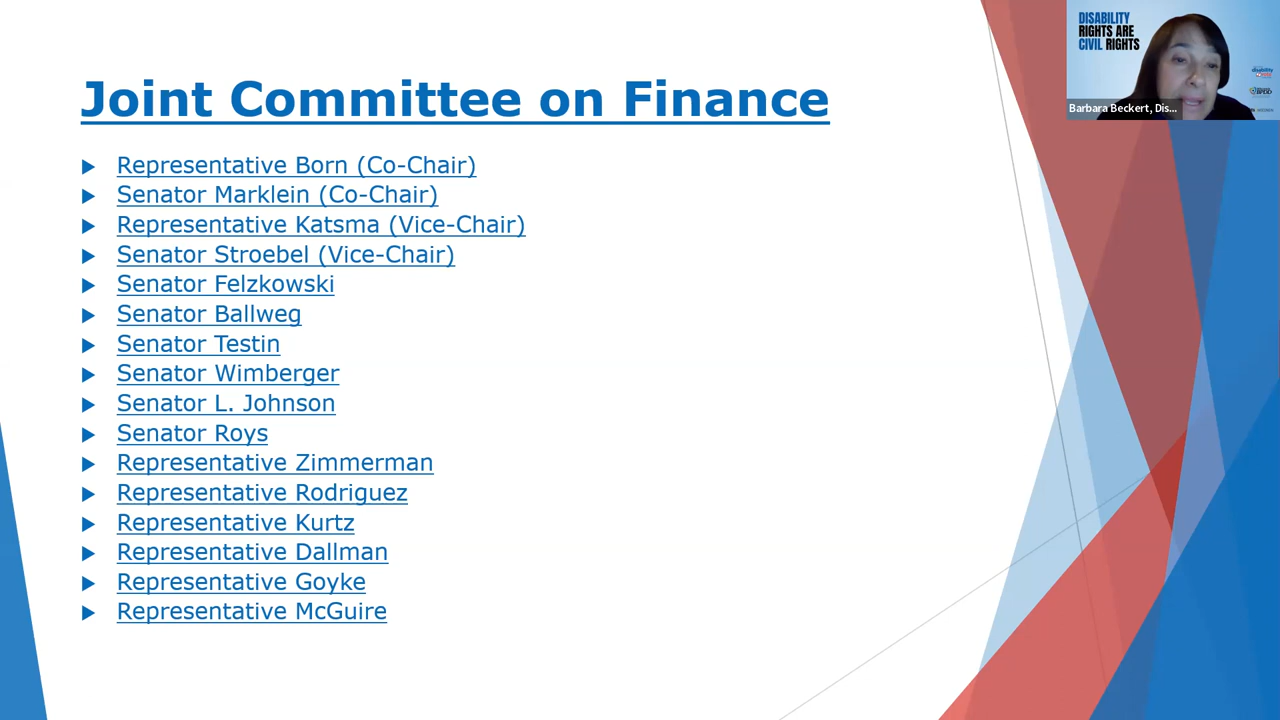 Joint Committee on Finance
Representative Born (Co-Chair)
Senator Marklein (Co-Chair)
Representative Katsma (Vice-Chair)
Senator Stroebel (Vice-Chair)
Senator Felzkowski
Senator Ballweg
Senator Testin
Senator Wimberger
Senator L. Johnson
Senator Roys
Representative Zimmerman
Representative Rodriguez
Representative Kurtz
Representative Dallman
Representative Goyke
Representative McGuire
DISABILITY
RIGHTS ARE
CIVIL RIGHTS
disability
Barbara Beckert, Dis...